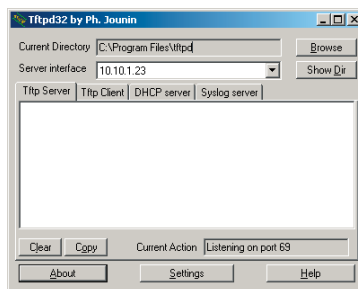 Tftpd32 by Ph. Jounin
Current Directory C:\Program Files\tftpd Browse
Server interface 10.10.1.23 Show Dir
Tftp Server Tftp Client DHCP server Syslog server
Clear Copy Current Action Listening on port 69
About Settings Help